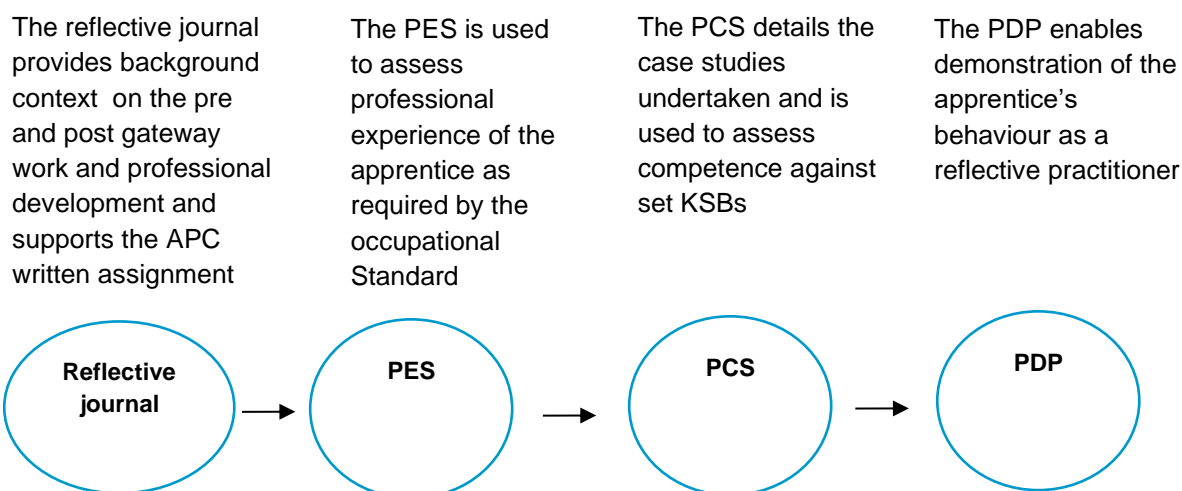 The reflective journal
provides background
context on the pre
and post gateway
work and professional
development and
supports the APC
written assignment
The PES is used
to assess
professional
experience of the
apprentice as
required by the
occupational
Standard
The PCS details the
case studies
undertaken and is
used to assess
competence against
set KSBs
The PDP enables
demonstration of the
apprentice’s
behaviour as a
reflective practitioner
Reflective
journal
PES
PCS
PDP